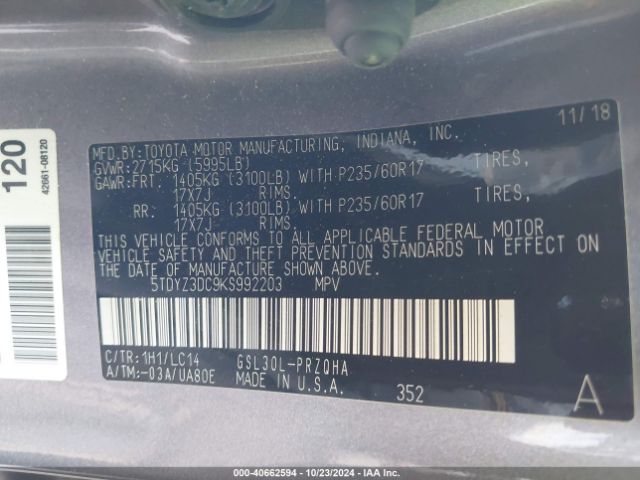 120
42661-08120
MFD.BY:TOYOTA MOTOR MANUFACTURING, INDIANA, INC. 11/18
GVWR:2715KG (5995LB)
GAWR:FRT. 1405KG (3100LB) WITH P235/60R17 TIRES,
17X7J RIMS
RR. 1405KG (3100LB) WITH P235/60R17 TIRES,
17X7J RIMS.
THIS VEHICLE CONFORMS TO ALL APPLICABLE FEDERAL MOTOR
VEHICLE SAFETY AND THEFT PREVENTION STANDARDS IN EFFECT ON
THE DATE OF MANUFACTURE SHOWN ABOVE.
5TDYZ3DC9KS992203 MPV
C/TR:1H1/LC14 GSL30L-PRZQHA
A/TM:-03A/UA80E MADE IN U.S.A. 352 A
000-40662594 - 10/23/2024 - IAA Inc.